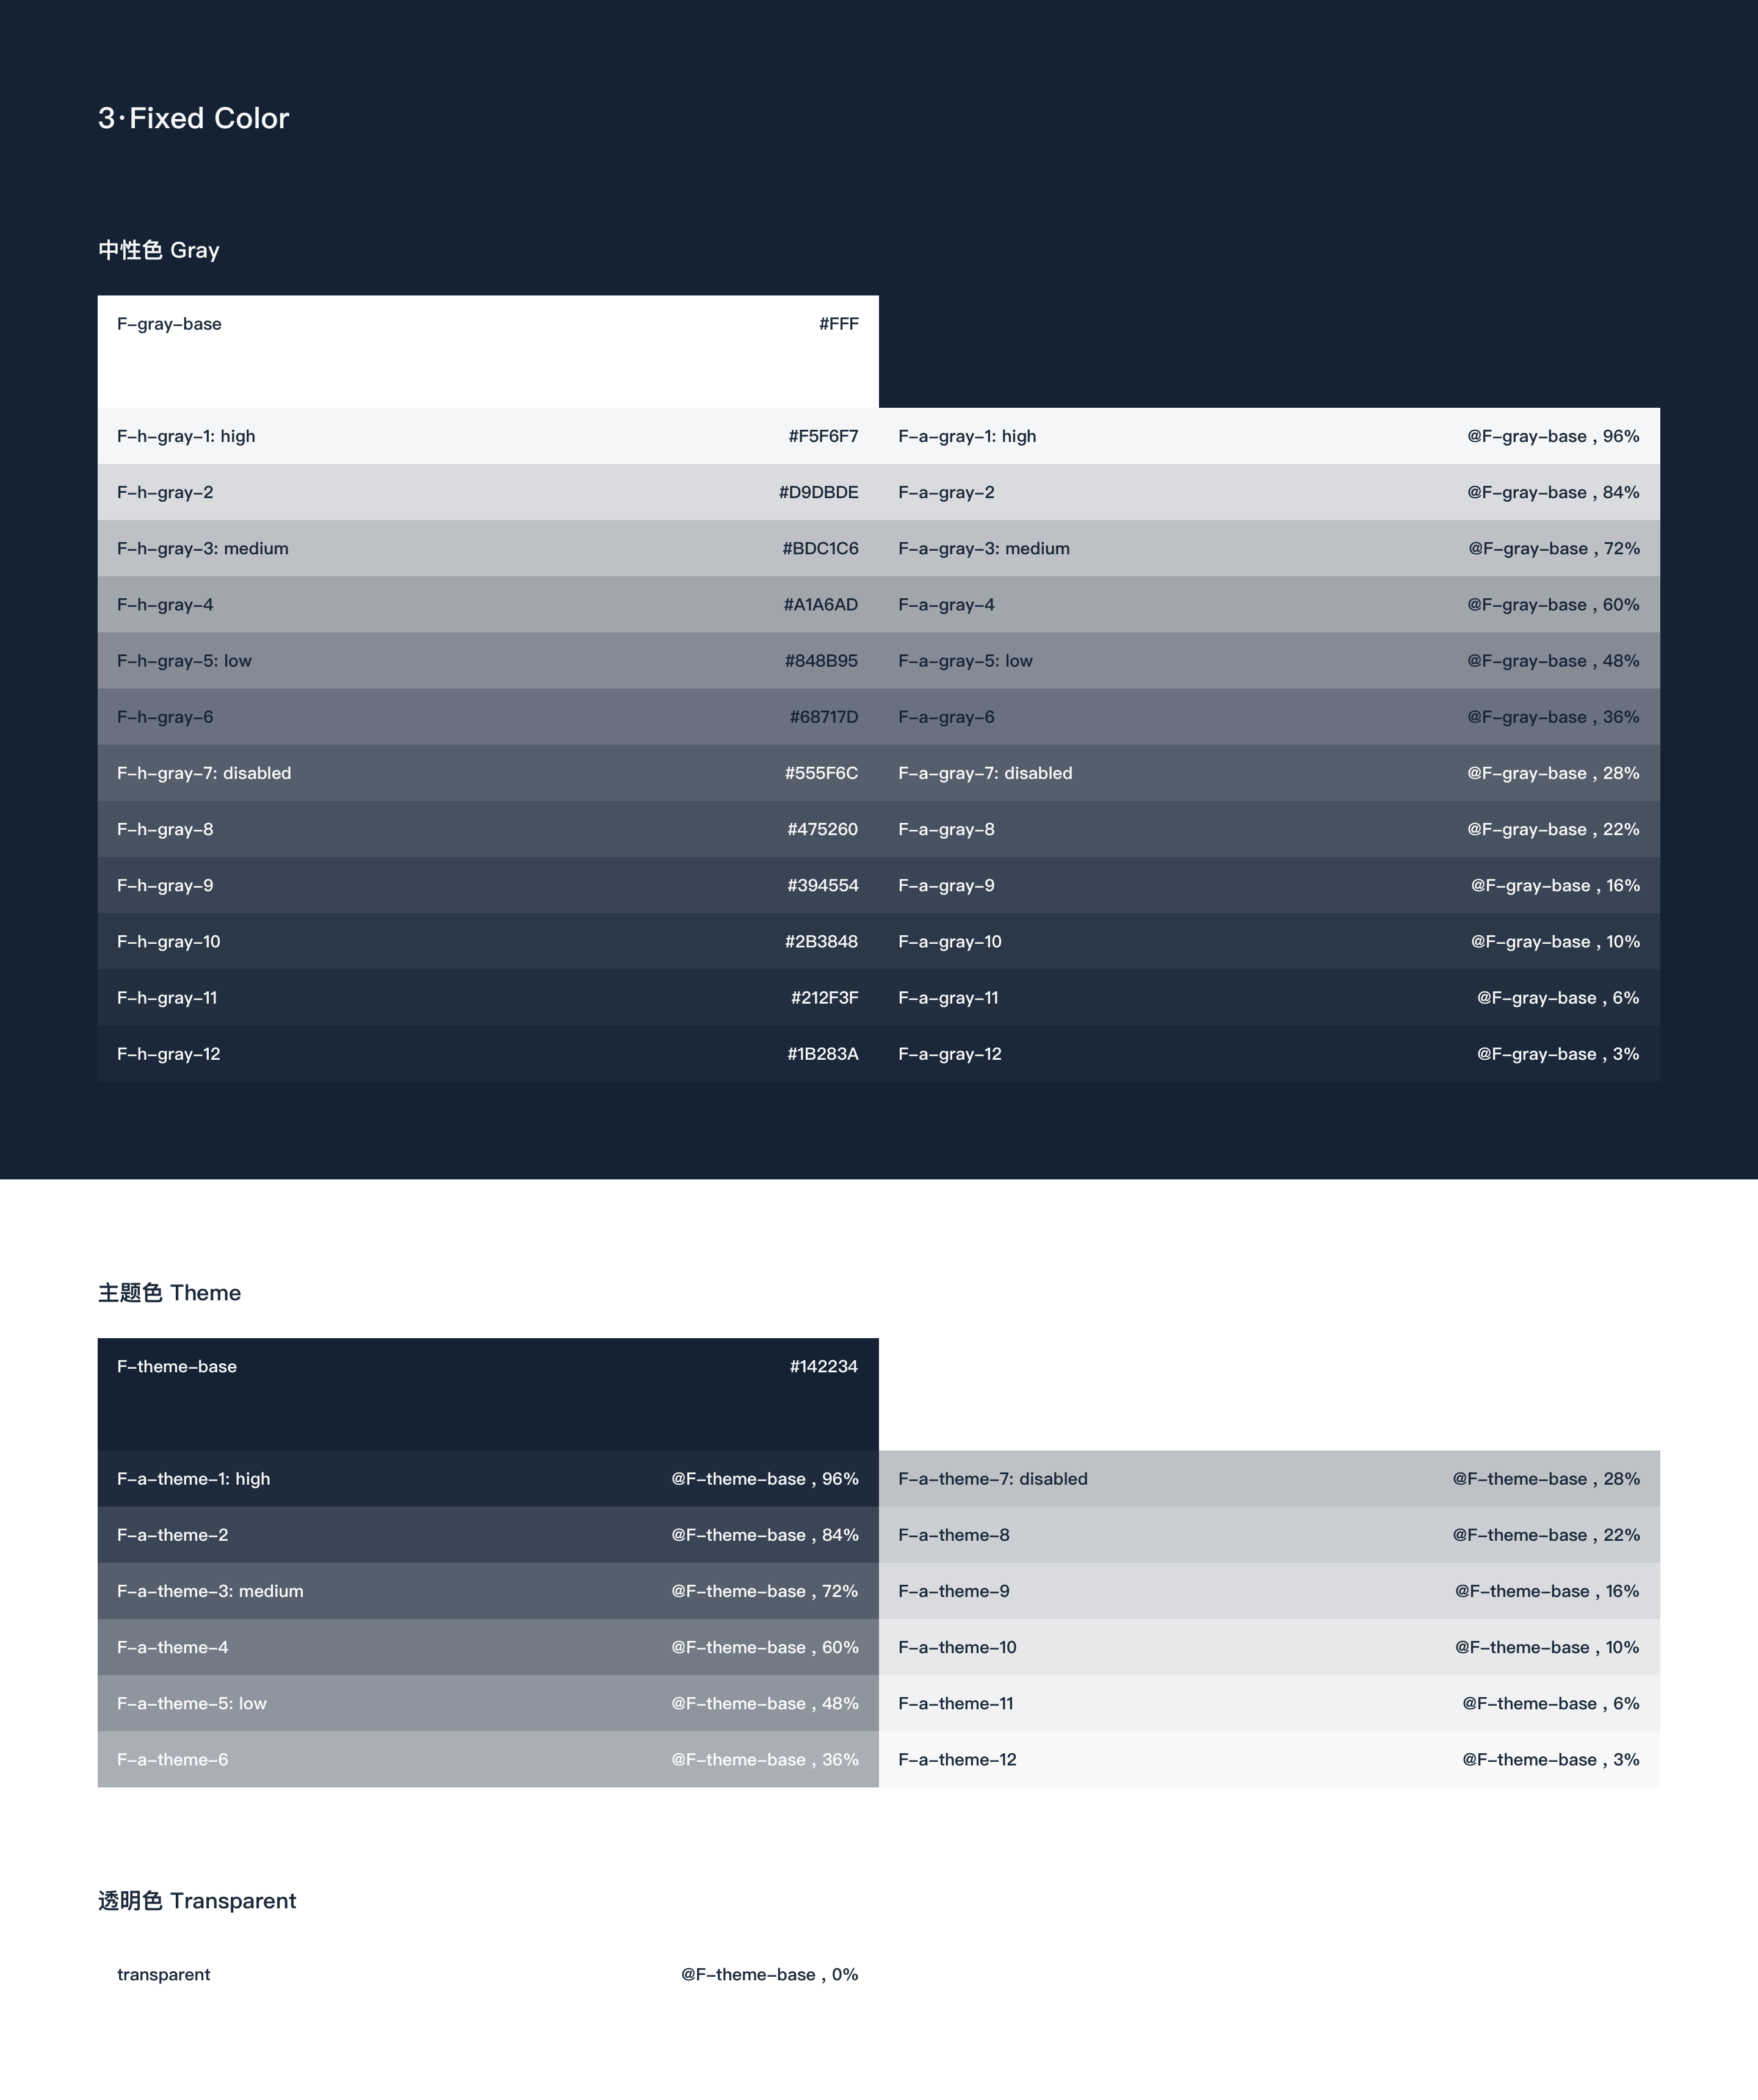 3·Fixed Color
中性色 Gray
F-gray-base #FFF
F-h-gray-1: high #F5F6F7 F-a-gray-1: high @F-gray-base , 96%
F-h-gray-2 #D9DBDE F-a-gray-2 @F-gray-base , 84%
F-h-gray-3: medium #BDC1C6 F-a-gray-3: medium @F-gray-base , 72%
F-h-gray-4 #A1A6AD F-a-gray-4 @F-gray-base , 60%
F-h-gray-5: low #848B95 F-a-gray-5: low @F-gray-base , 48%
F-h-gray-6 #68717D F-a-gray-6 @F-gray-base , 36%
F-h-gray-7: disabled #555F6C F-a-gray-7: disabled @F-gray-base , 28%
F-h-gray-8 #475260 F-a-gray-8 @F-gray-base , 22%
F-h-gray-9 #394554 F-a-gray-9 @F-gray-base , 16%
F-h-gray-10 #2B3848 F-a-gray-10 @F-gray-base , 10%
F-h-gray-11 #212F3F F-a-gray-11 @F-gray-base , 6%
F-h-gray-12 #1B283A F-a-gray-12 @F-gray-base , 3%
主题色 Theme
F-theme-base #142234
F-a-theme-1: high @F-theme-base , 96% F-a-theme-7: disabled @F-theme-base , 28%
F-a-theme-2 @F-theme-base , 84% F-a-theme-8 @F-theme-base , 22%
F-a-theme-3: medium @F-theme-base , 72% F-a-theme-9 @F-theme-base , 16%
F-a-theme-4 @F-theme-base , 60% F-a-theme-10 @F-theme-base , 10%
F-a-theme-5: low @F-theme-base , 48% F-a-theme-11 @F-theme-base , 6%
F-a-theme-6 @F-theme-base , 36% F-a-theme-12 @F-theme-base , 3%
透明色 Transparent
transparent @F-theme-base , 0%